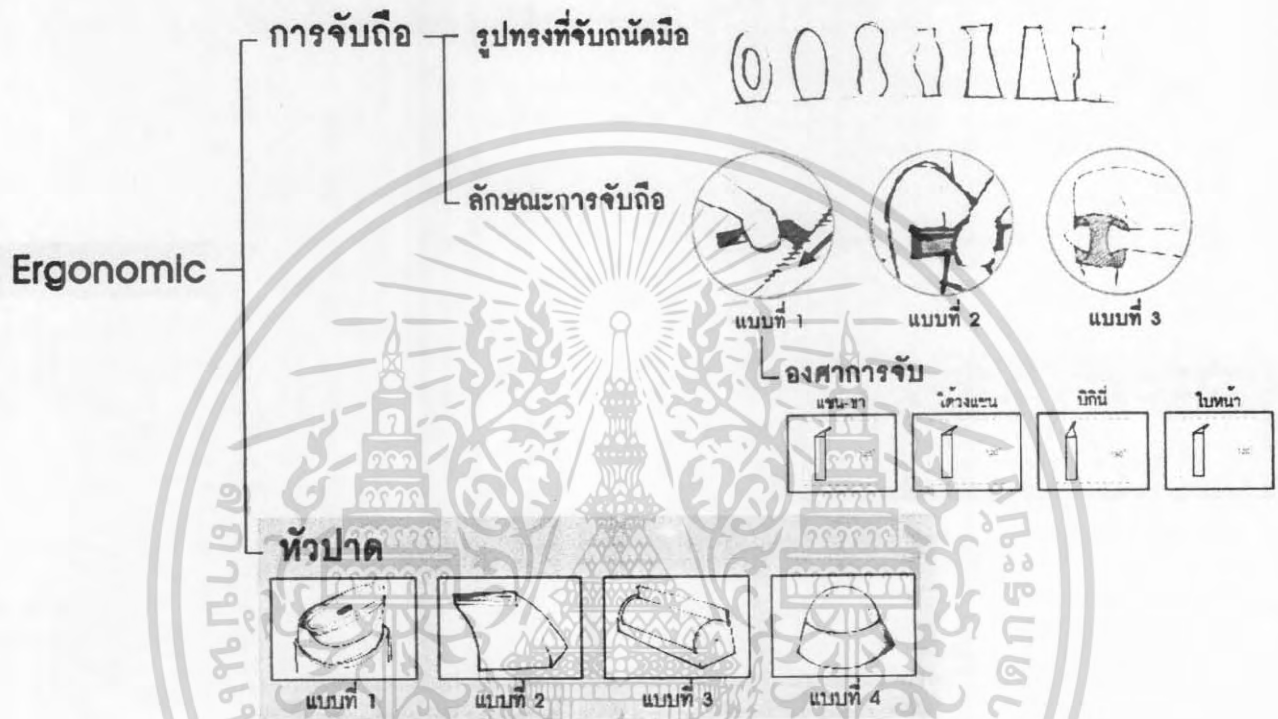 การจับถือ
รูปทรงที่จับถนัดมือ
ลักษณะการจับถือ
Ergonomic
แบบที่ 1
แบบที่ 2
แบบที่ 3
องศาการจับ
แขน-ขา
ใต้วงแขน
บิกินี่
ใบหน้า
หัวปาด
แบบที่ 1
แบบที่ 2
แบบที่ 3
แบบที่ 4